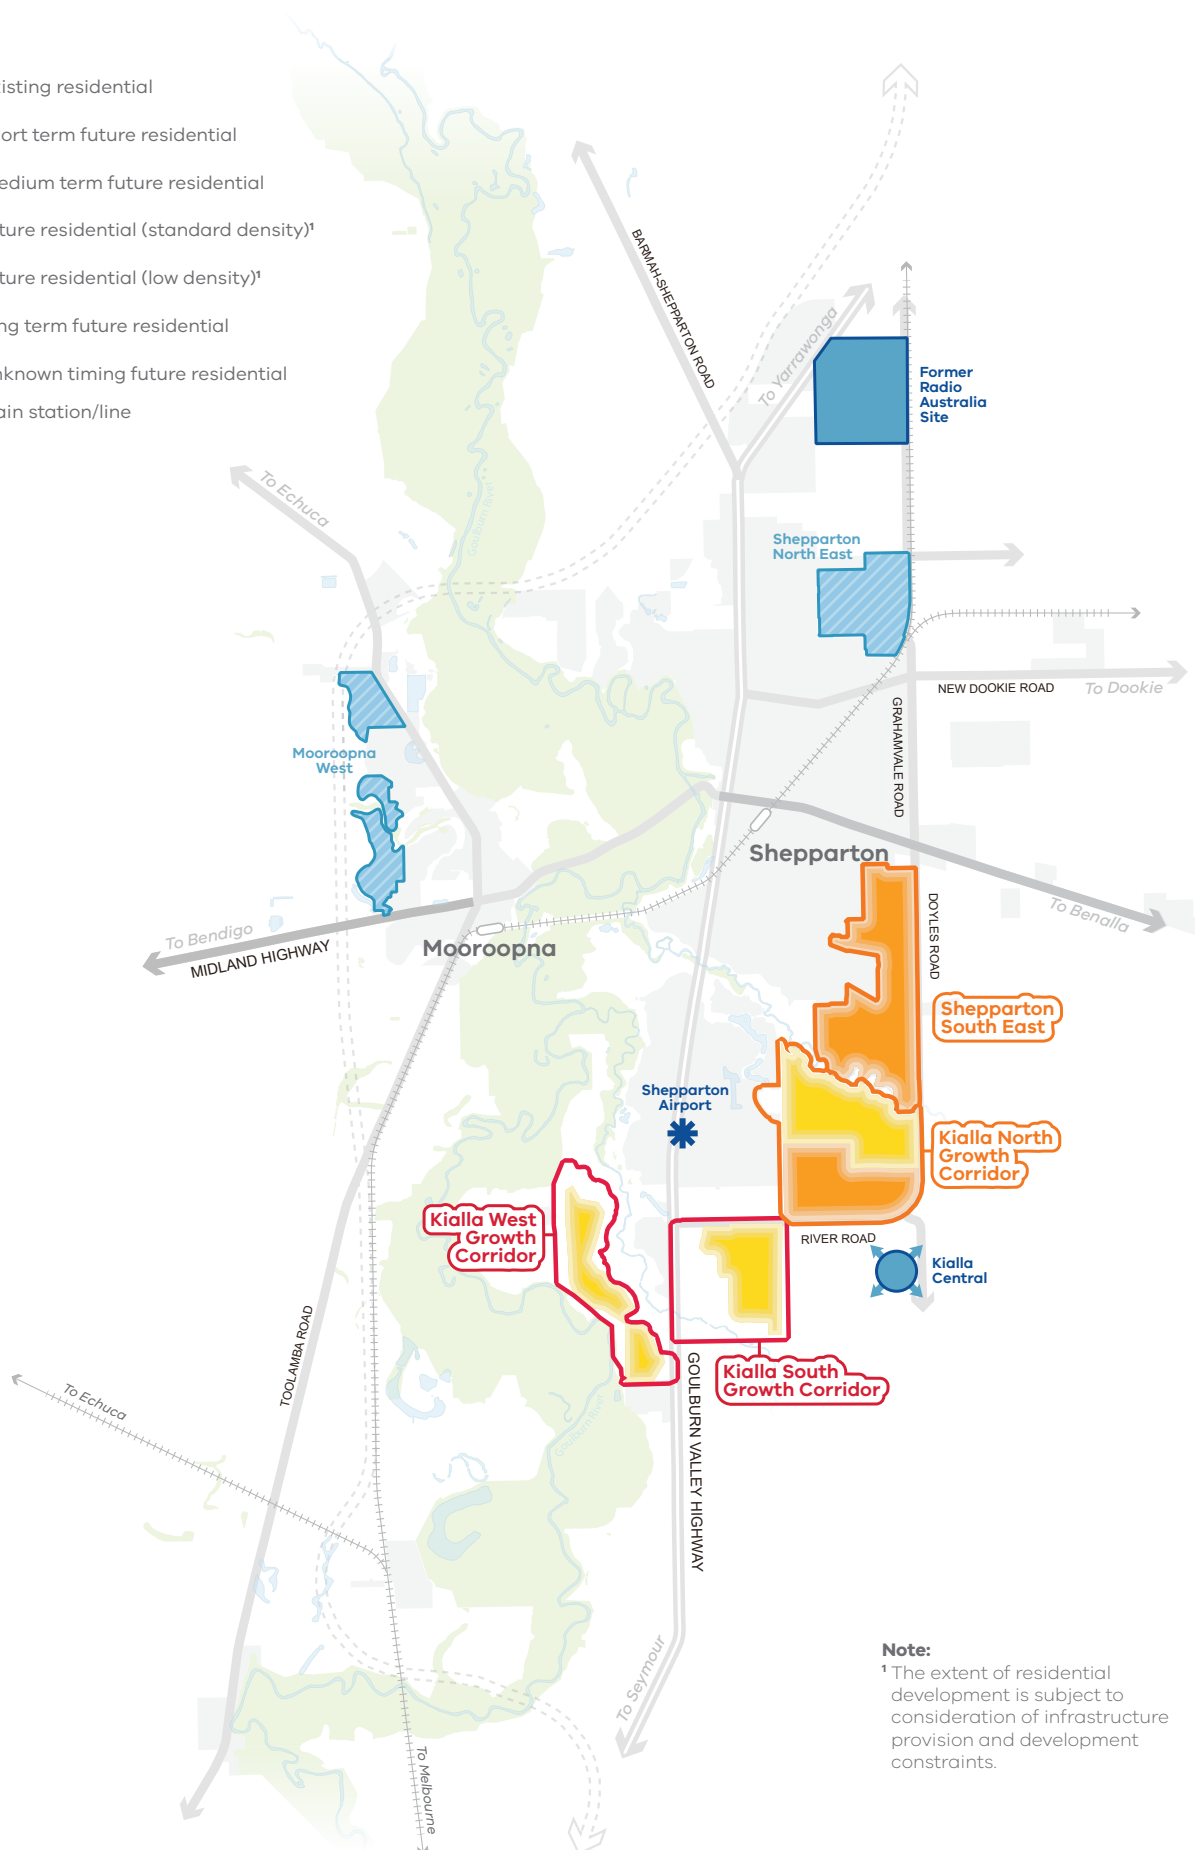 isting residential
ort term future residential
edium term future residential
ture residential (standard density)¹
ture residential (low density)¹
ng term future residential
nknown timing future residential
ain station/line
BARMAH-SHEPPARTON ROAD
To Yarrawonga
Former
Radio
Australia
Site
To Echuca
Goulburn River
Shepparton
North East
NEW DOOKIE ROAD
To Dookie
GRAHAMVALE ROAD
Mooroopna
West
Shepparton
To Benalla
DOYLES ROAD
To Bendigo
MIDLAND HIGHWAY
Mooroopna
Shepparton
South East
Shepparton
Airport
Kialla North
Growth
Corridor
Kialla West
Growth
Corridor
RIVER ROAD
Kialla
Central
TOOLAMBA ROAD
Kialla South
Growth Corridor
To Echuca
Goulburn River
GOULBURN VALLEY HIGHWAY
To Seymour
To Melbourne
Note:
¹ The extent of residential
development is subject to
consideration of infrastructure
provision and development
constraints.